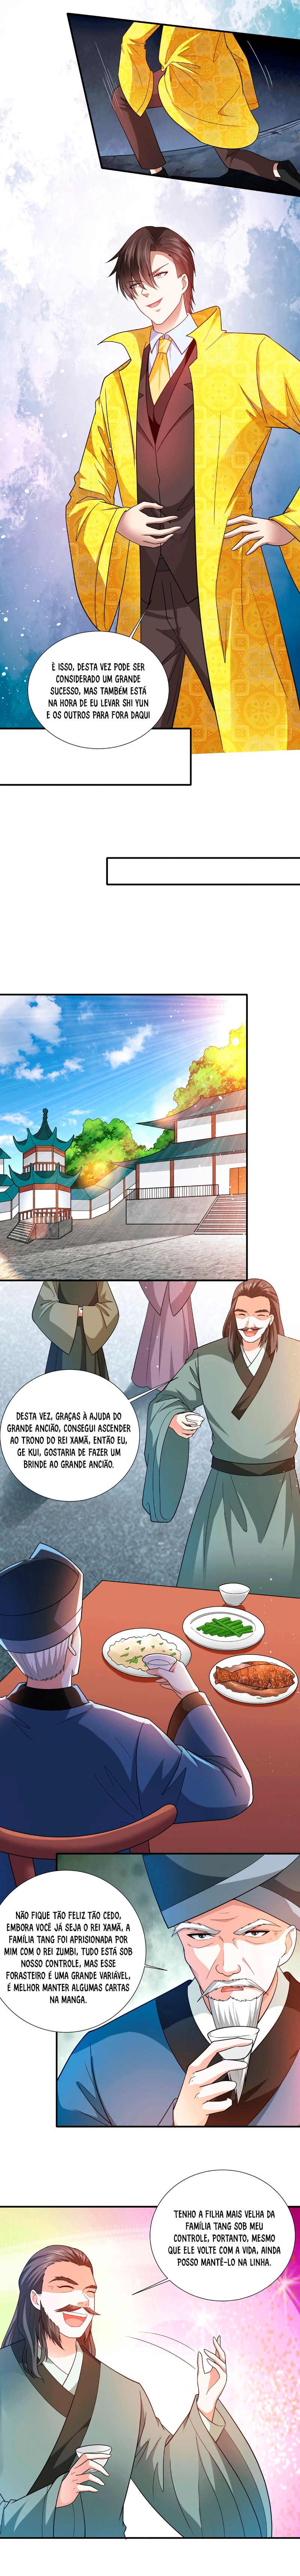 É ISSO, DESTA VEZ PODE SER
CONSIDERADO UM GRANDE
SUCESSO, MAS TAMBÉM ESTÁ
NA HORA DE EU LEVAR SHI YUN
E OS OUTROS PARA FORA DAQUI
DESTA VEZ, GRAÇAS À AJUDA DO
GRANDE ANCIÃO, CONSEGUI ASCENDER
AO TRONO DO REI XAMÃ, ENTÃO EU,
GE KUI, GOSTARIA DE FAZER UM
BRINDE AO GRANDE ANCIÃO.
NÃO FIQUE TÃO FELIZ TÃO CEDO,
EMBORA VOCÊ JÁ SEJA O REI XAMÃ, A
FAMÍLIA TANG FOI APRISIONADA POR
MIM COM O REI ZUMBI, TUDO ESTÁ SOB
NOSSO CONTROLE, MAS ESSE
FORASTEIRO É UMA GRANDE VARIÁVEL,
É MELHOR MANTER ALGUMAS CARTAS
NA MANGA.
TENHO A FILHA MAIS VELHA DA
FAMÍLIA TANG SOB MEU
CONTROLE, PORTANTO, MESMO
QUE ELE VOLTE COM A VIDA, AINDA
POSSO MANTÊ-LO NA LINHA.